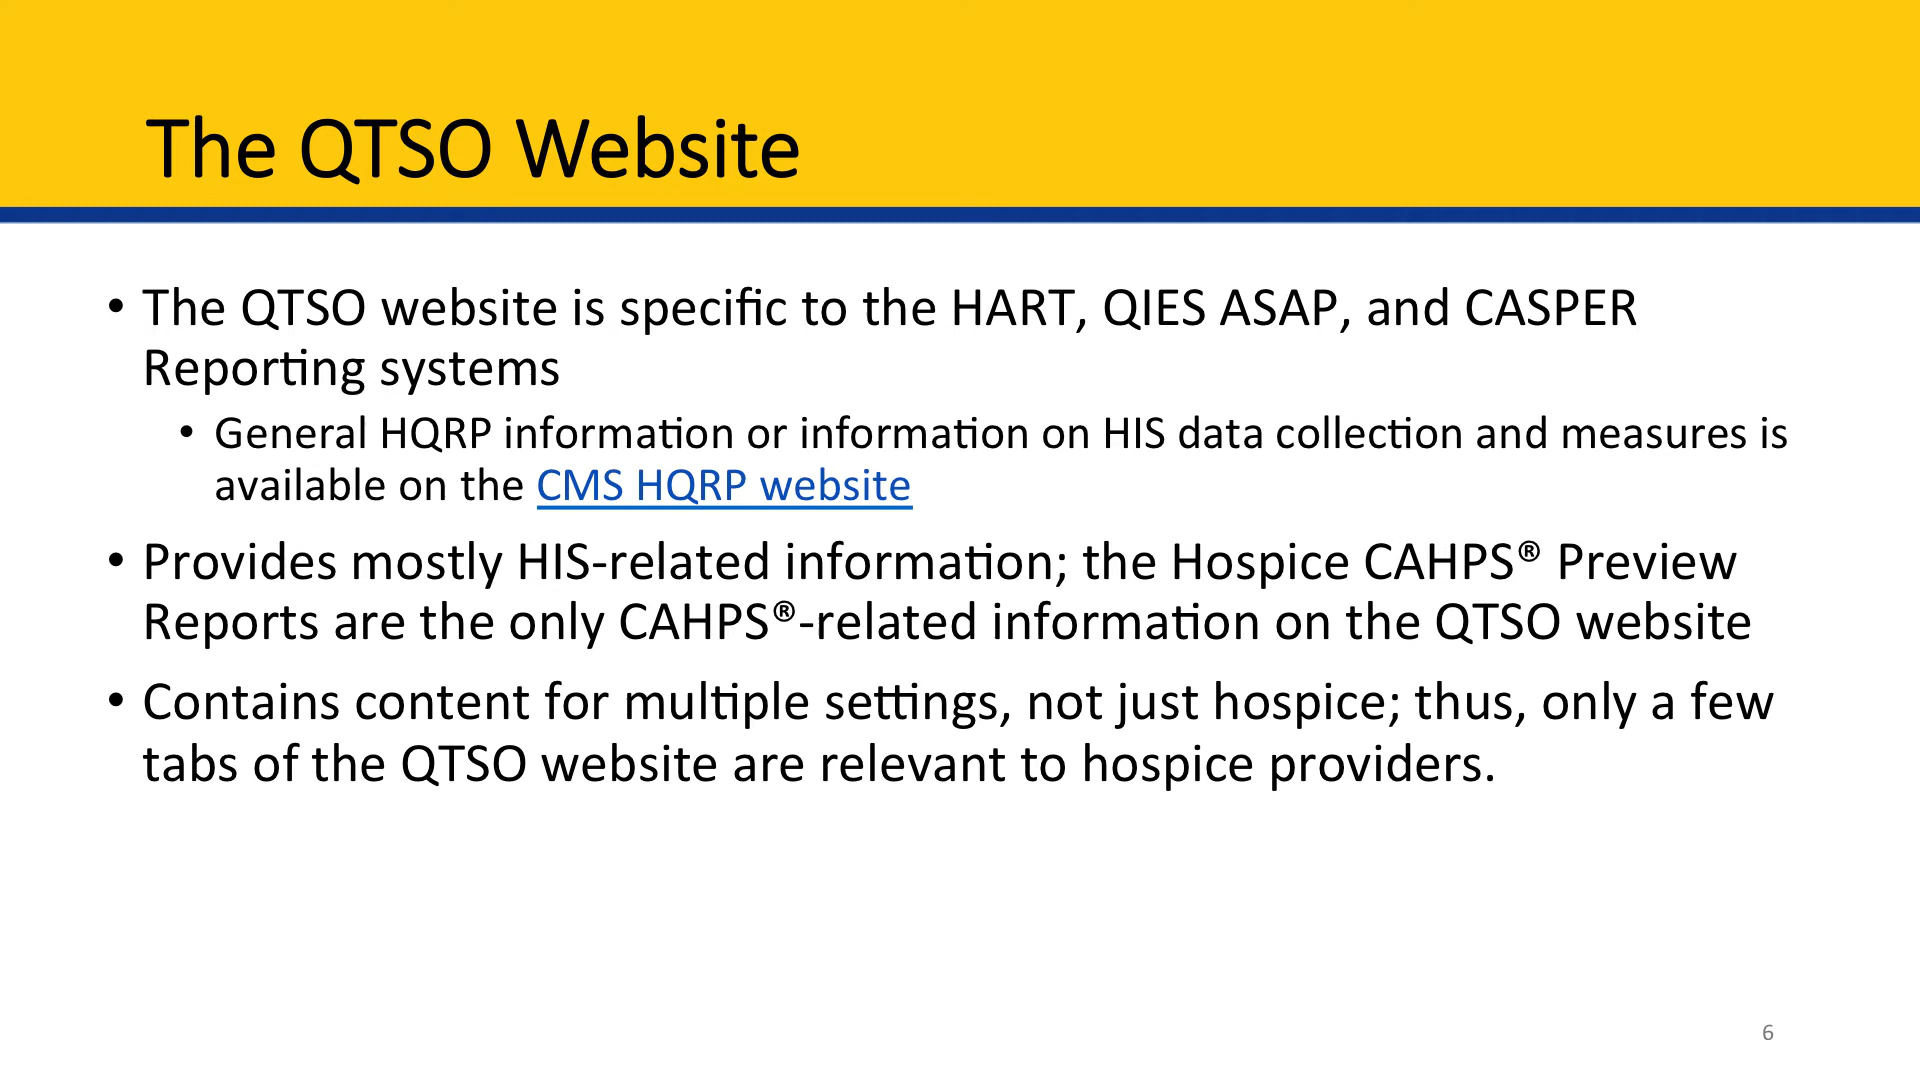 The QTSO Website
• The QTSO website is specific to the HART, QIES ASAP, and CASPER
Reporting systems
• General HQRP information or information on HIS data collection and measures is
available on the CMS HQRP website
• Provides mostly HIS-related information; the Hospice CAHPS® Preview
Reports are the only CAHPS®-related information on the QTSO website
• Contains content for multiple settings, not just hospice; thus, only a few
tabs of the QTSO website are relevant to hospice providers.
6